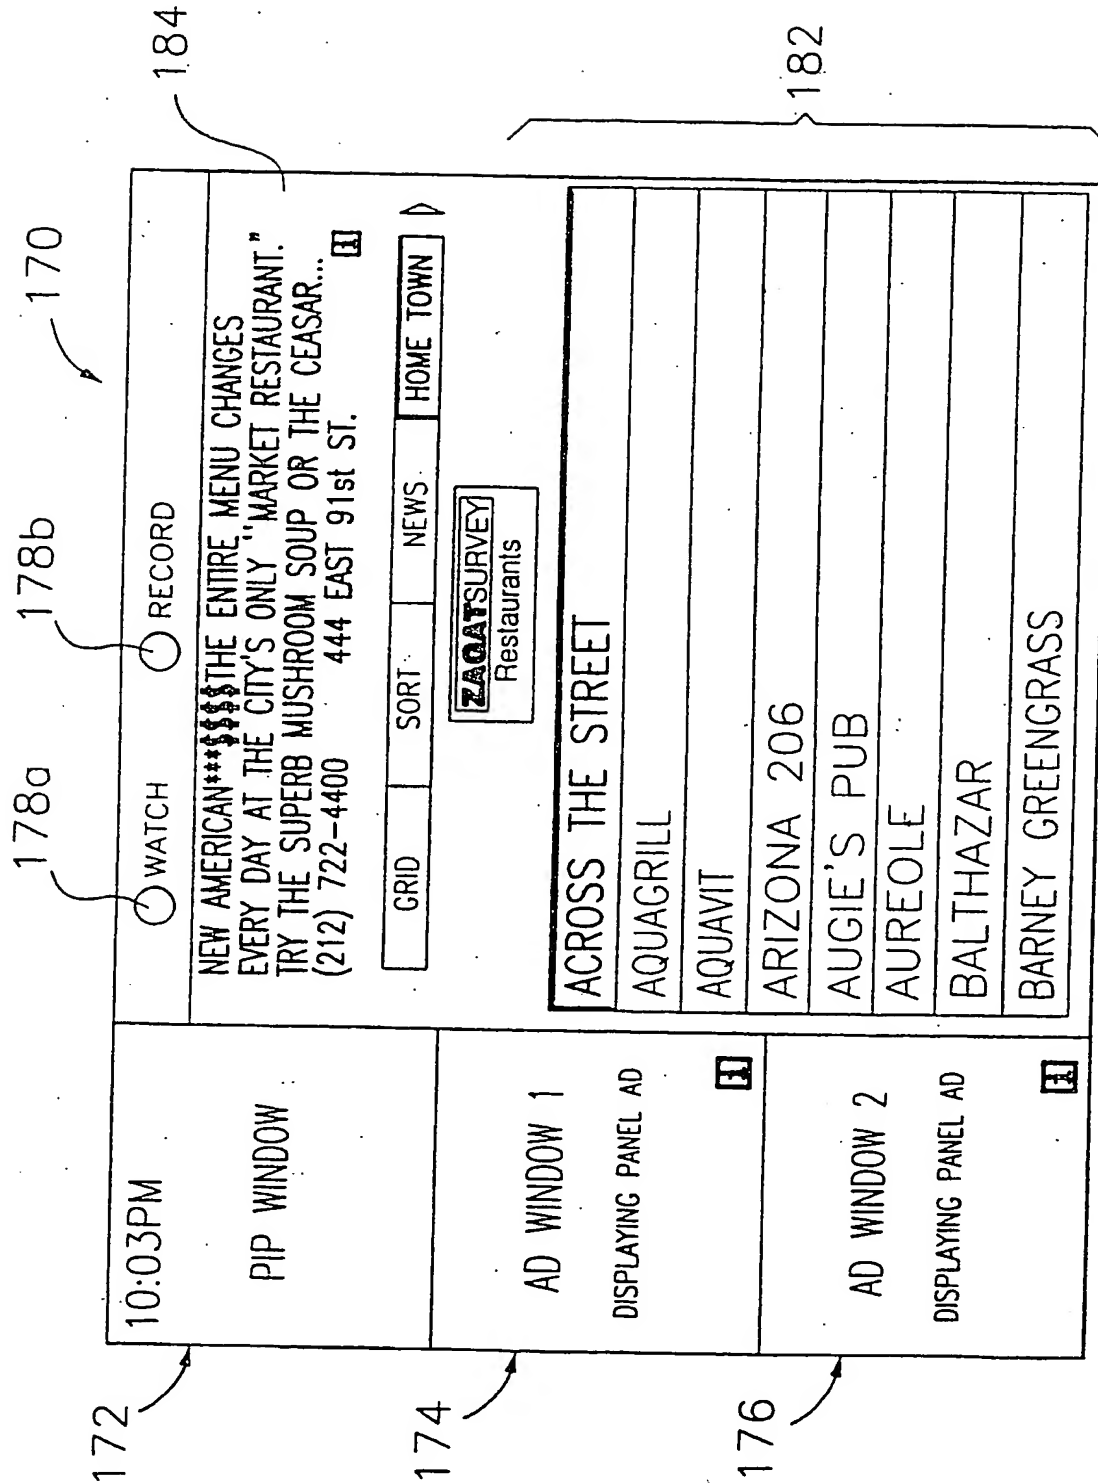 170
178a
178b
184
172
10:03PM
WATCH
RECORD
NEW AMERICAN***$$$$THE ENTIRE MENU CHANGES
EVERY DAY AT THE CITY'S ONLY "MARKET RESTAURANT."
TRY THE SUPERB MUSHROOM SOUP OR THE CEASAR...
(212) 722-4400 444 EAST 91st ST.
i
PIP WINDOW
GRID
SORT
NEWS
HOME TOWN
174
AD WINDOW 1
DISPLAYING PANEL AD
i
ZAGATSURVEY
Restaurants
182
ACROSS THE STREET
AQUAGRILL
AQUAVIT
ARIZONA 206
AUGIE'S PUB
AUREOLE
BALTHAZAR
BARNEY GREENGRASS
176
AD WINDOW 2
DISPLAYING PANEL AD
i